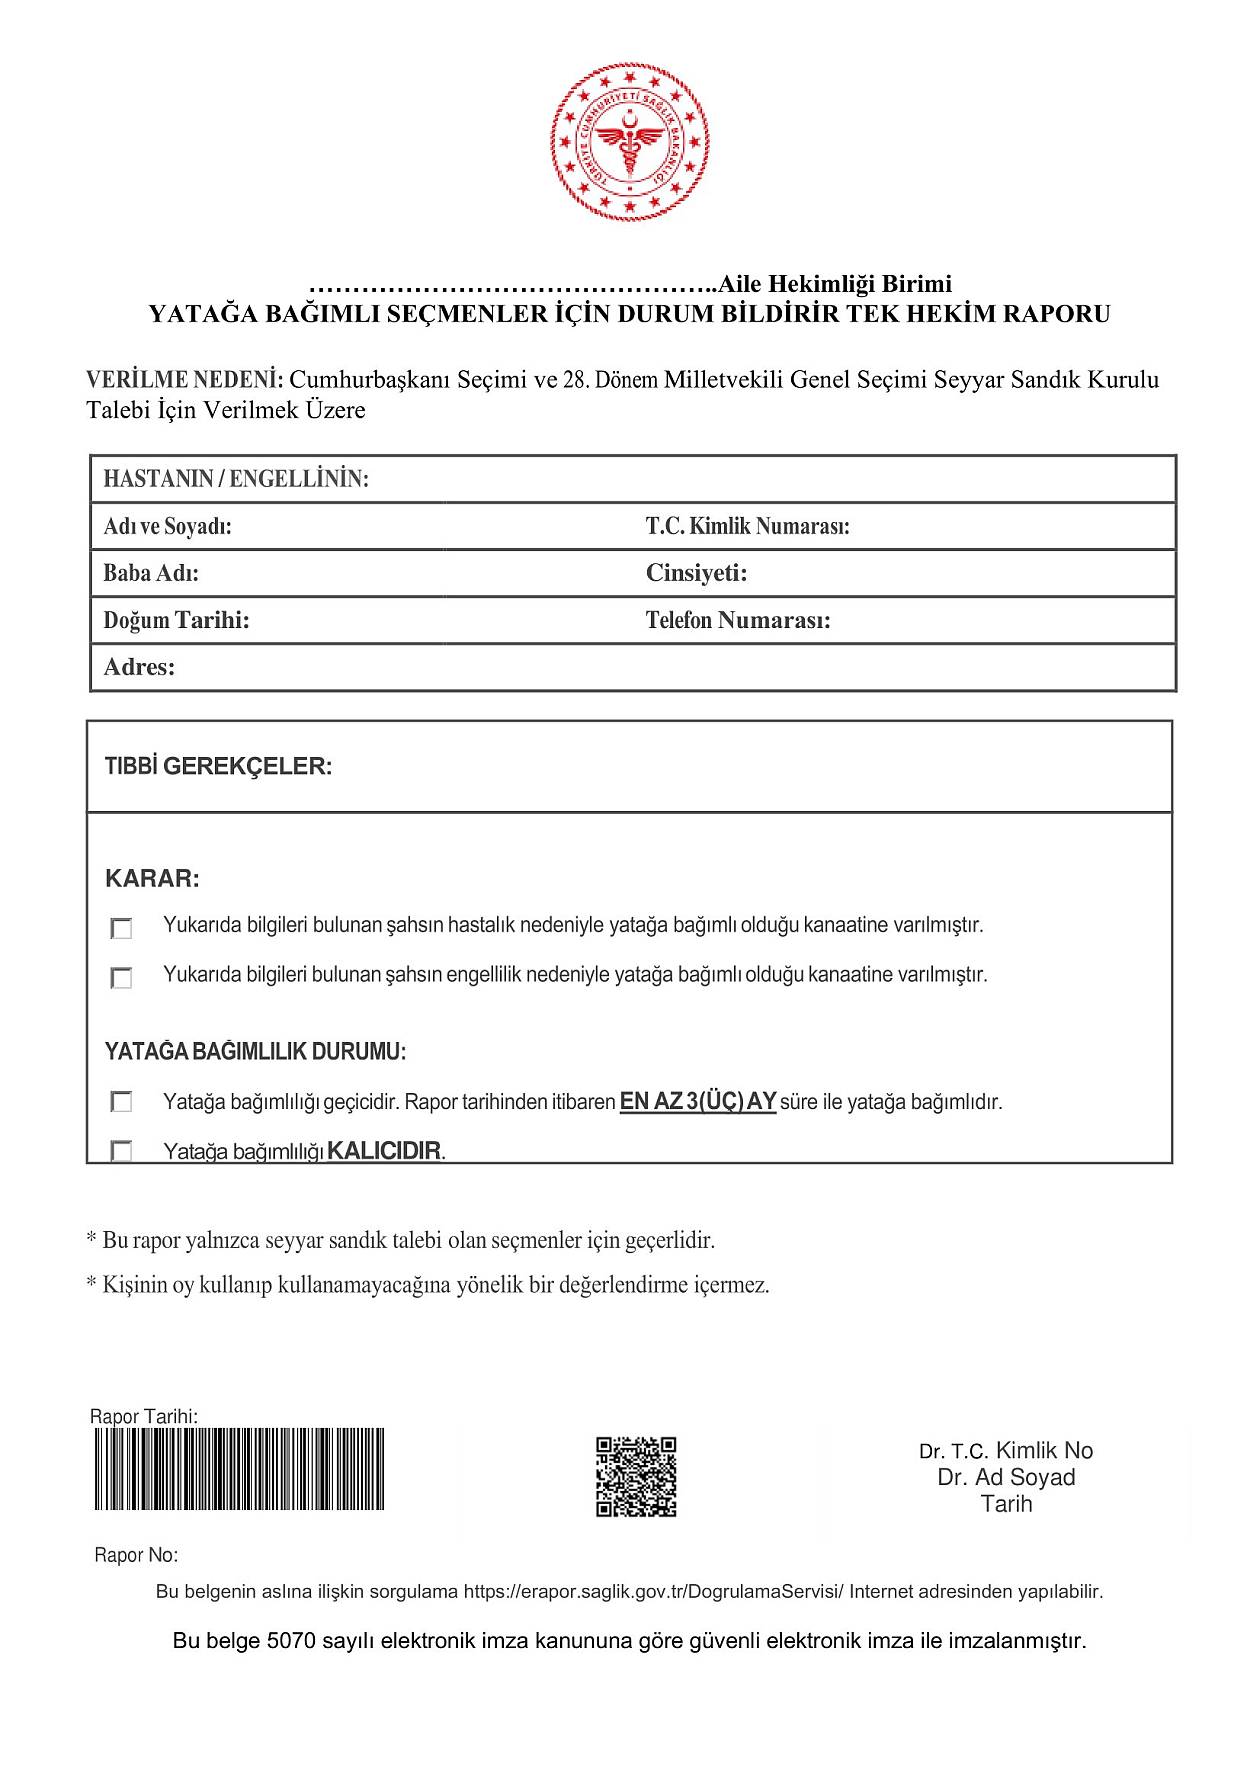 TÜRKİYE CUMHURİYETİ SAĞLIK BAKANLIĞI
…………………………………………..Aile Hekimliği Birimi
YATAĞA BAĞIMLI SEÇMENLER İÇİN DURUM BİLDİRİR TEK HEKİM RAPORU
VERİLME NEDENİ: Cumhurbaşkanı Seçimi ve 28. Dönem Milletvekili Genel Seçimi Seyyar Sandık Kurulu
Talebi İçin Verilmek Üzere
HASTANIN / ENGELLİNİN:
Adı ve Soyadı: T.C. Kimlik Numarası:
Baba Adı: Cinsiyeti:
Doğum Tarihi: Telefon Numarası:
Adres:
TIBBİ GEREKÇELER:
KARAR:
Yukarıda bilgileri bulunan şahsın hastalık nedeniyle yatağa bağımlı olduğu kanaatine varılmıştır.
Yukarıda bilgileri bulunan şahsın engellilik nedeniyle yatağa bağımlı olduğu kanaatine varılmıştır.
YATAĞA BAĞIMLILIK DURUMU:
Yatağa bağımlılığı geçicidir. Rapor tarihinden itibaren EN AZ 3(ÜÇ) AY süre ile yatağa bağımlıdır.
Yatağa bağımlılığı KALICIDIR.
* Bu rapor yalnızca seyyar sandık talebi olan seçmenler için geçerlidir.
* Kişinin oy kullanıp kullanamayacağına yönelik bir değerlendirme içermez.
Rapor Tarihi:
Dr. T.C. Kimlik No
Dr. Ad Soyad
Tarih
Rapor No:
Bu belgenin aslına ilişkin sorgulama https://erapor.saglik.gov.tr/DogrulamaServisi/ Internet adresinden yapılabilir.
Bu belge 5070 sayılı elektronik imza kanununa göre güvenli elektronik imza ile imzalanmıştır.